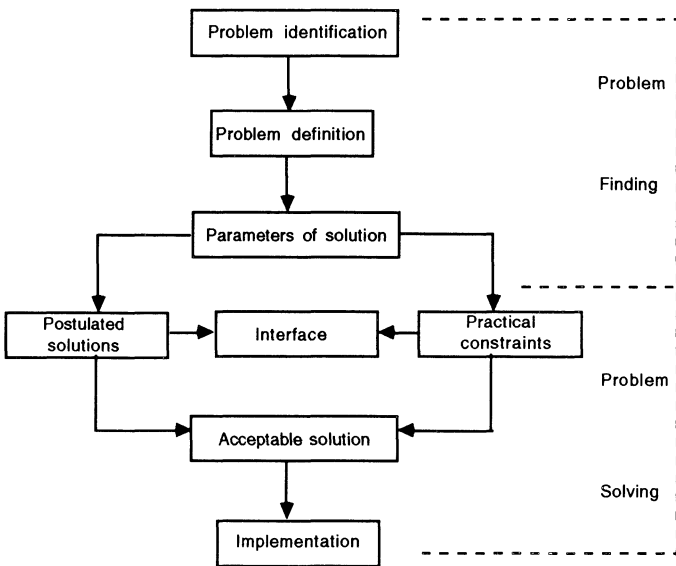 Problem identification
Problem
Problem definition
Finding
Parameters of solution
Postulated
solutions
Interface
Practical
constraints
Problem
Acceptable solution
Solving
Implementation